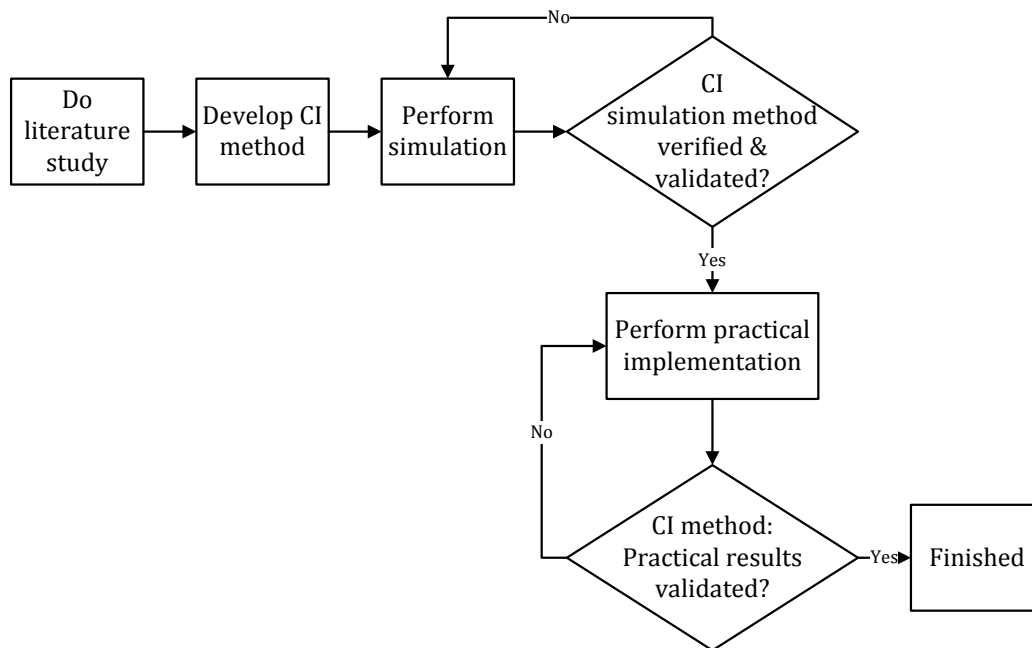 No
Do
literature
study
Develop CI
method
Perform
simulation
CI
simulation method
verified &
validated?
Yes
Perform practical
implementation
No
CI method:
Practical results
validated?
Yes
Finished